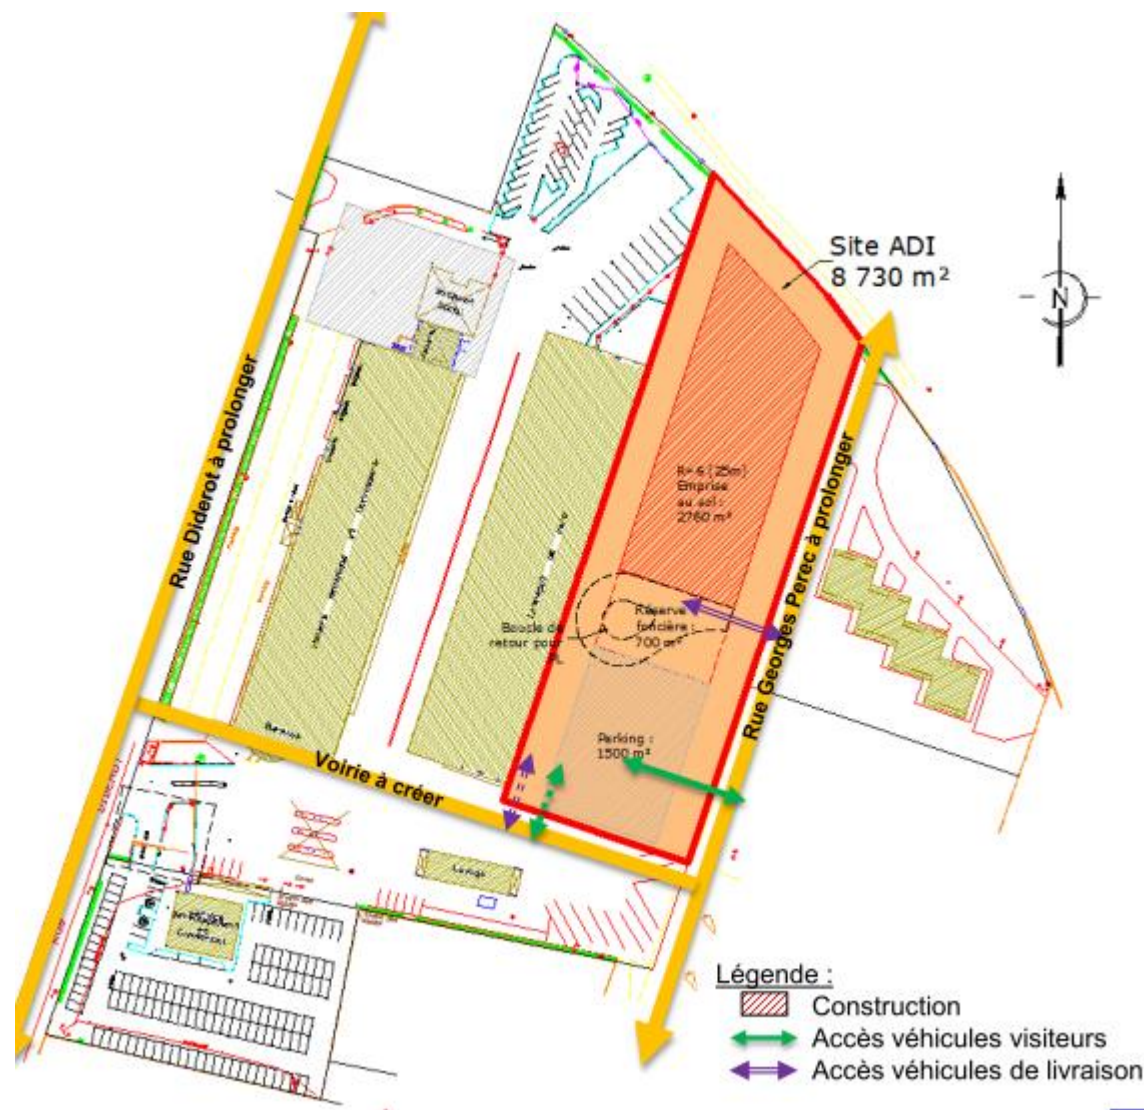 Site ADI
8 730 m²
N
Rue Diderot à prolonger
R+6 (25m)
Emprise
au sol :
2760 m²
Rue Georges Perec à prolonger
Réserve
foncière :
700 m²
Boucle de
retour pour
PL
Parking :
1500 m²
Voirie à créer
Lavage
Légende :
Construction
Accès véhicules visiteurs
Accès véhicules de livraison